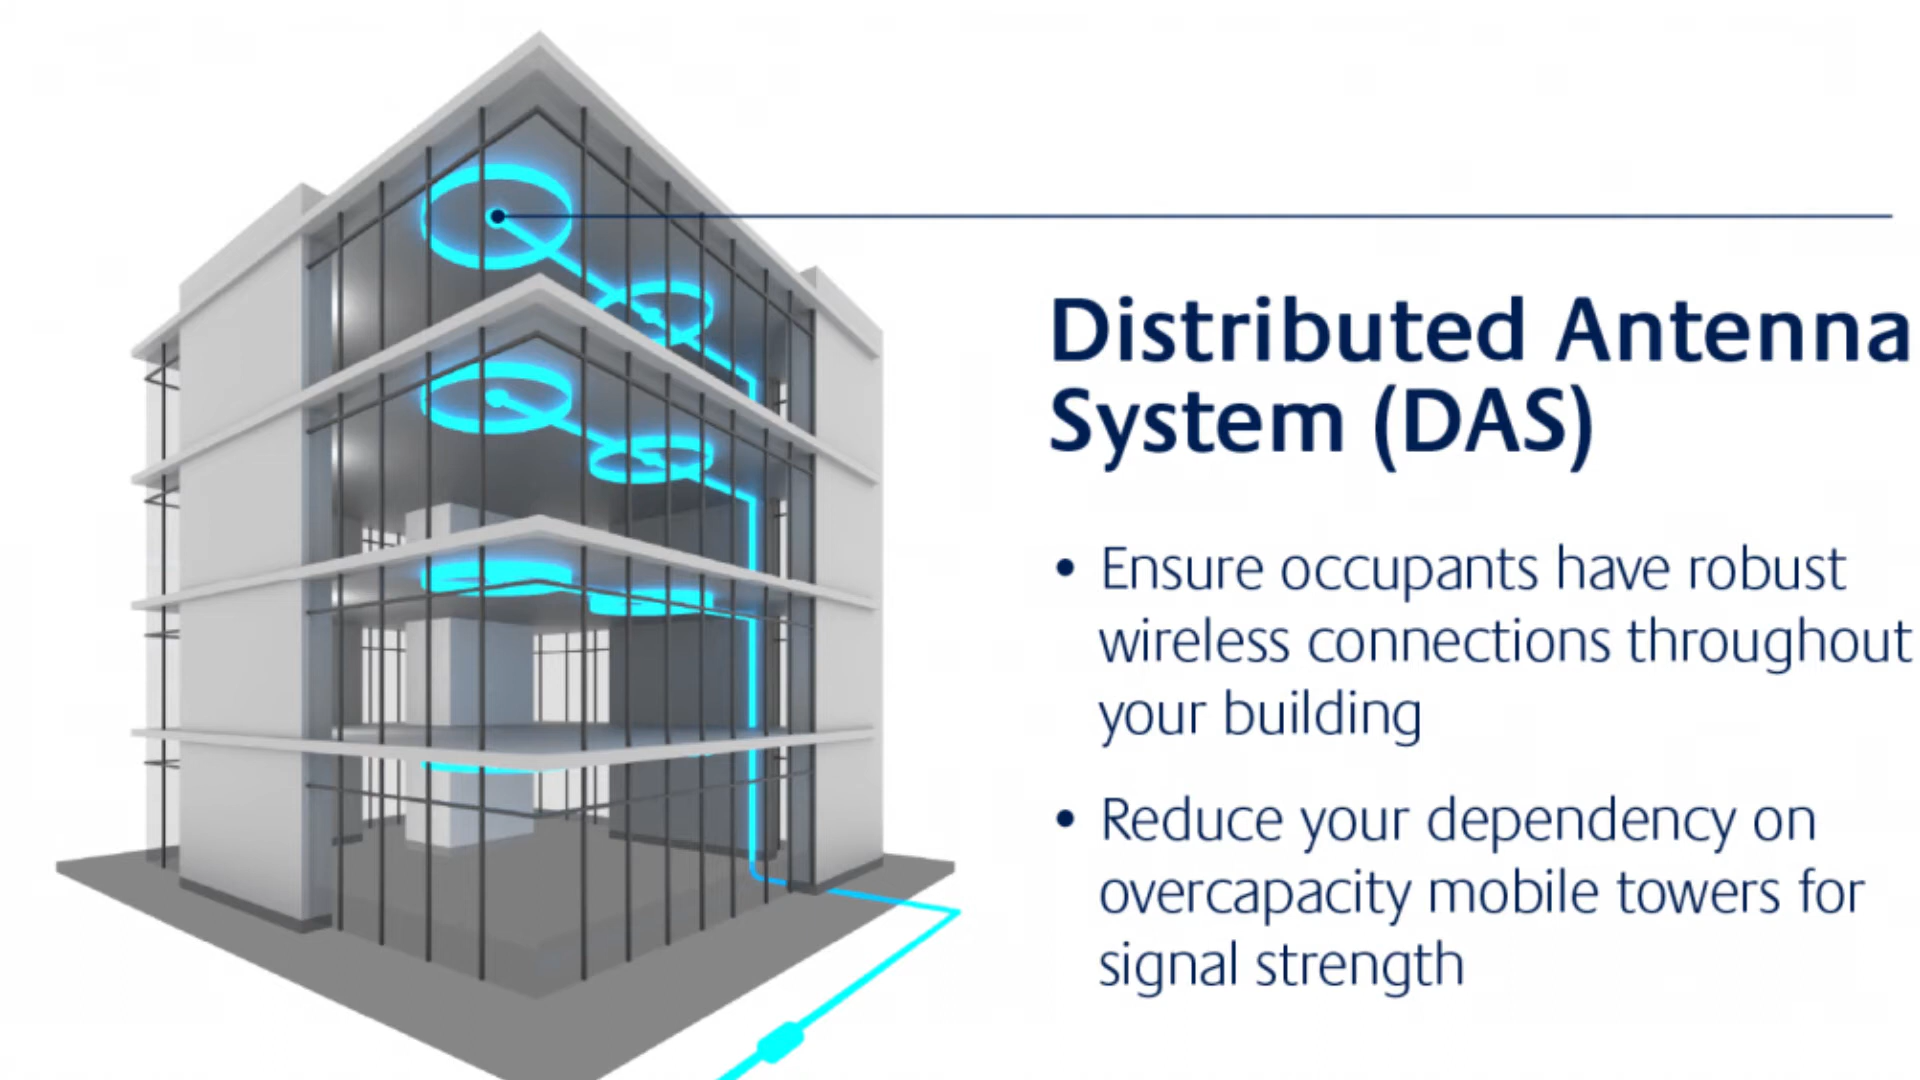 Distributed Antenna
System (DAS)
• Ensure occupants have robust
wireless connections throughout
your building
• Reduce your dependency on
overcapacity mobile towers for
signal strength